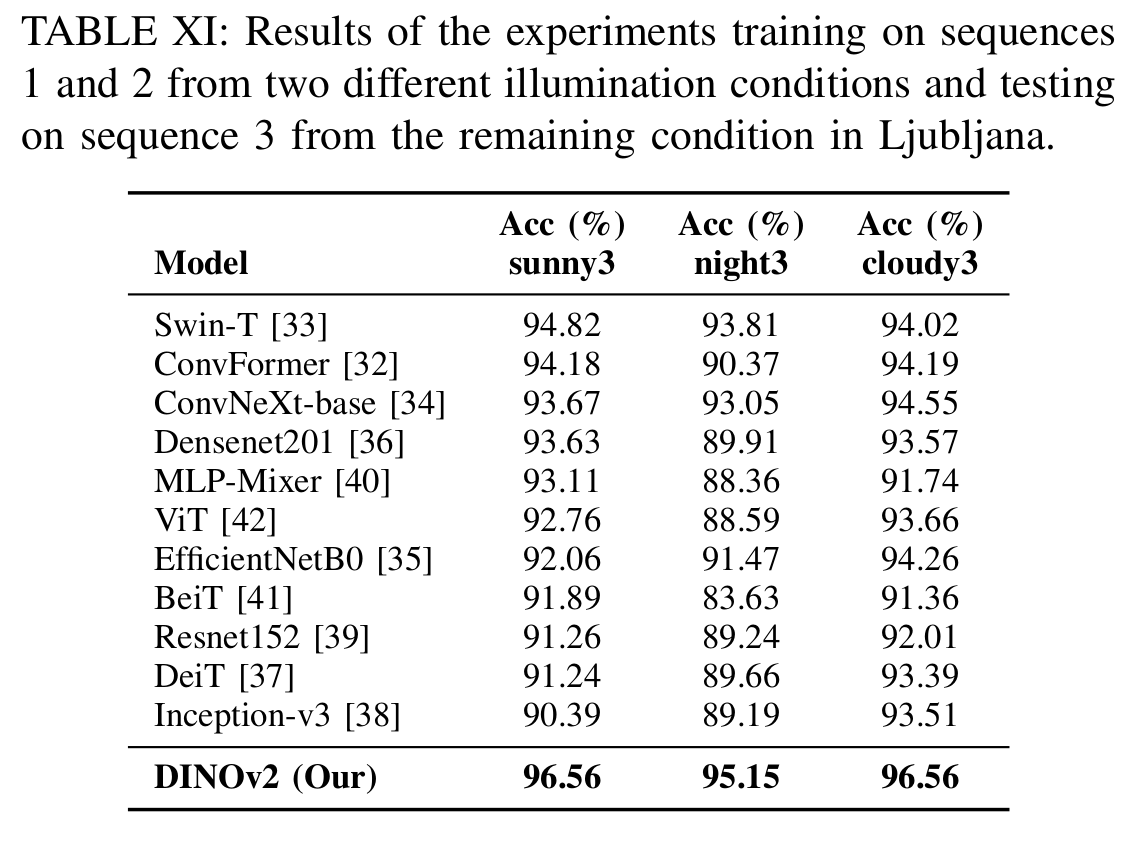 TABLE XI: Results of the experiments training on sequences
1 and 2 from two different illumination conditions and testing
on sequence 3 from the remaining condition in Ljubljana.
Acc (%) Acc (%) Acc (%)
Model sunny3 night3 cloudy3
Swin-T [33] 94.82 93.81 94.02
ConvFormer [32] 94.18 90.37 94.19
ConvNeXt-base [34] 93.67 93.05 94.55
Densenet201 [36] 93.63 89.91 93.57
MLP-Mixer [40] 93.11 88.36 91.74
ViT [42] 92.76 88.59 93.66
EfficientNetB0 [35] 92.06 91.47 94.26
BeiT [41] 91.89 83.63 91.36
Resnet152 [39] 91.26 89.24 92.01
DeiT [37] 91.24 89.66 93.39
Inception-v3 [38] 90.39 89.19 93.51
DINOv2 (Our) 96.56 95.15 96.56